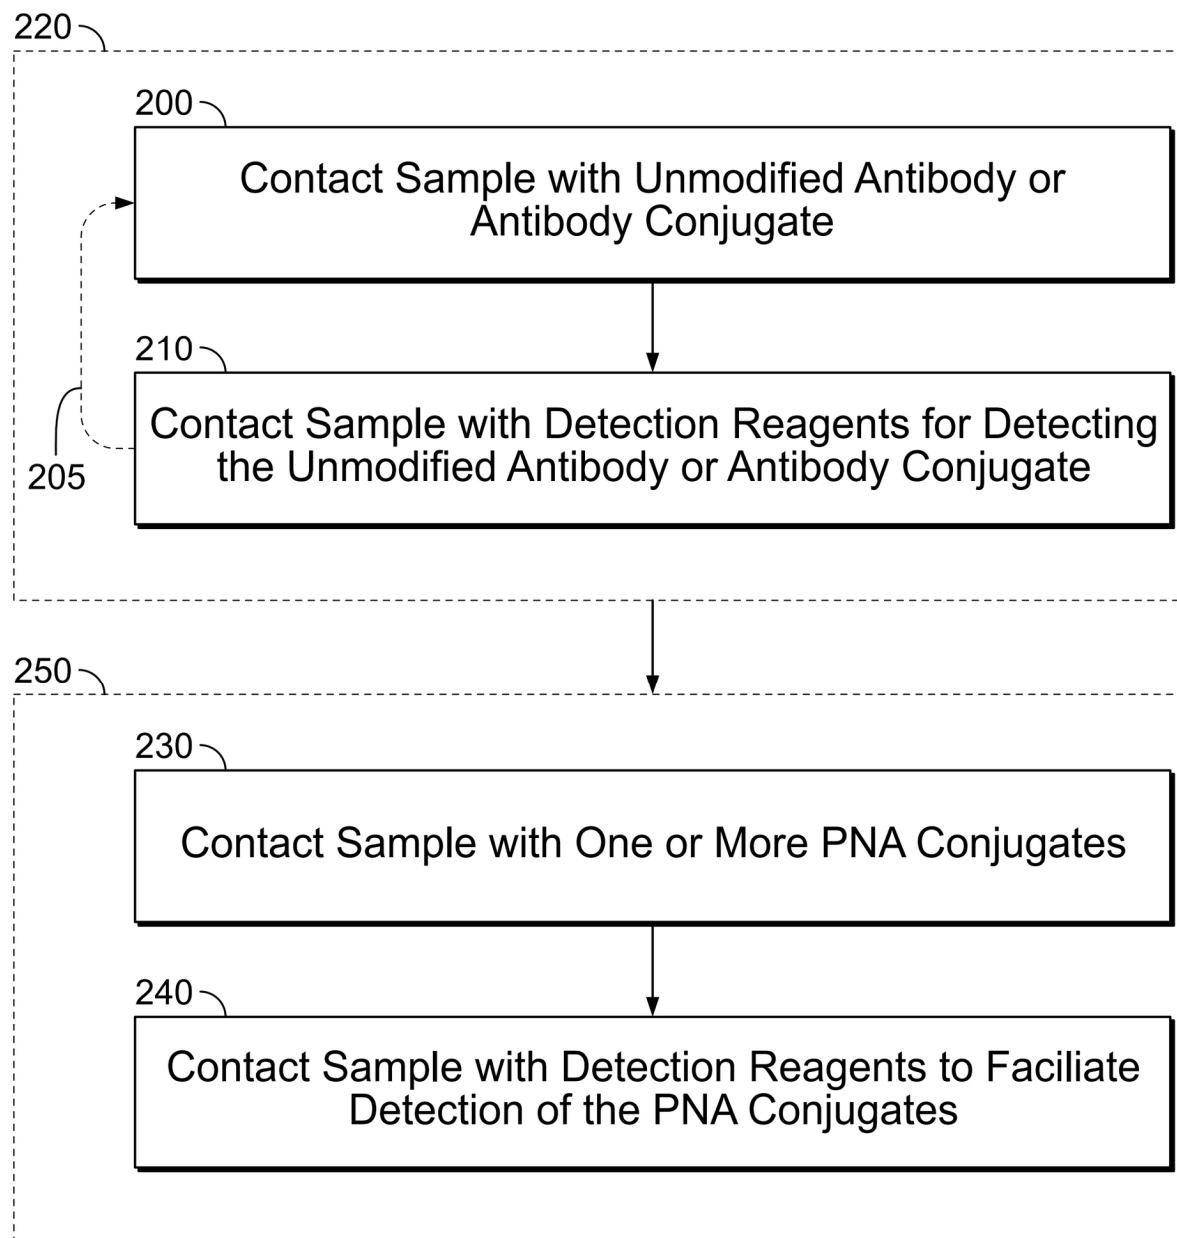 220
200
Contact Sample with Unmodified Antibody or
Antibody Conjugate
210
Contact Sample with Detection Reagents for Detecting
the Unmodified Antibody or Antibody Conjugate
205
250
230
Contact Sample with One or More PNA Conjugates
240
Contact Sample with Detection Reagents to Faciliate
Detection of the PNA Conjugates